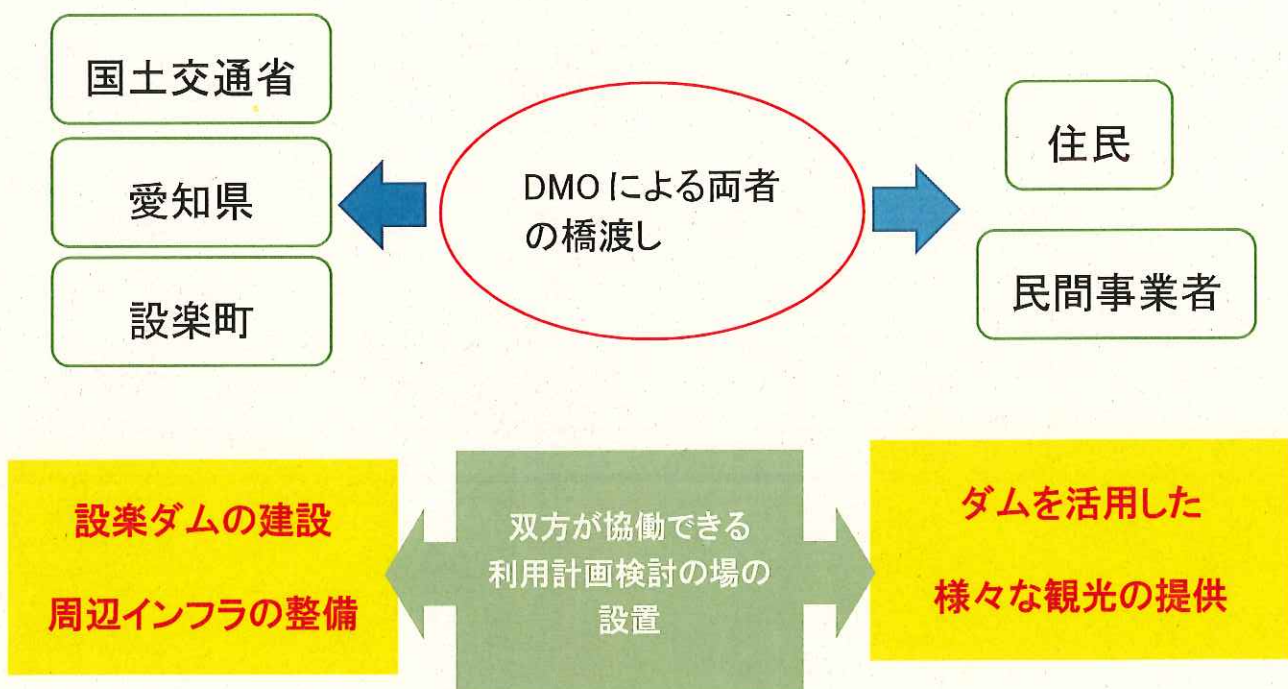 国土交通省
愛知県
設楽町
DMOによる両者
の橋渡し
住民
民間事業者
設楽ダムの建設
周辺インフラの整備
双方が協働できる
利用計画検討の場の
設置
ダムを活用した
様々な観光の提供